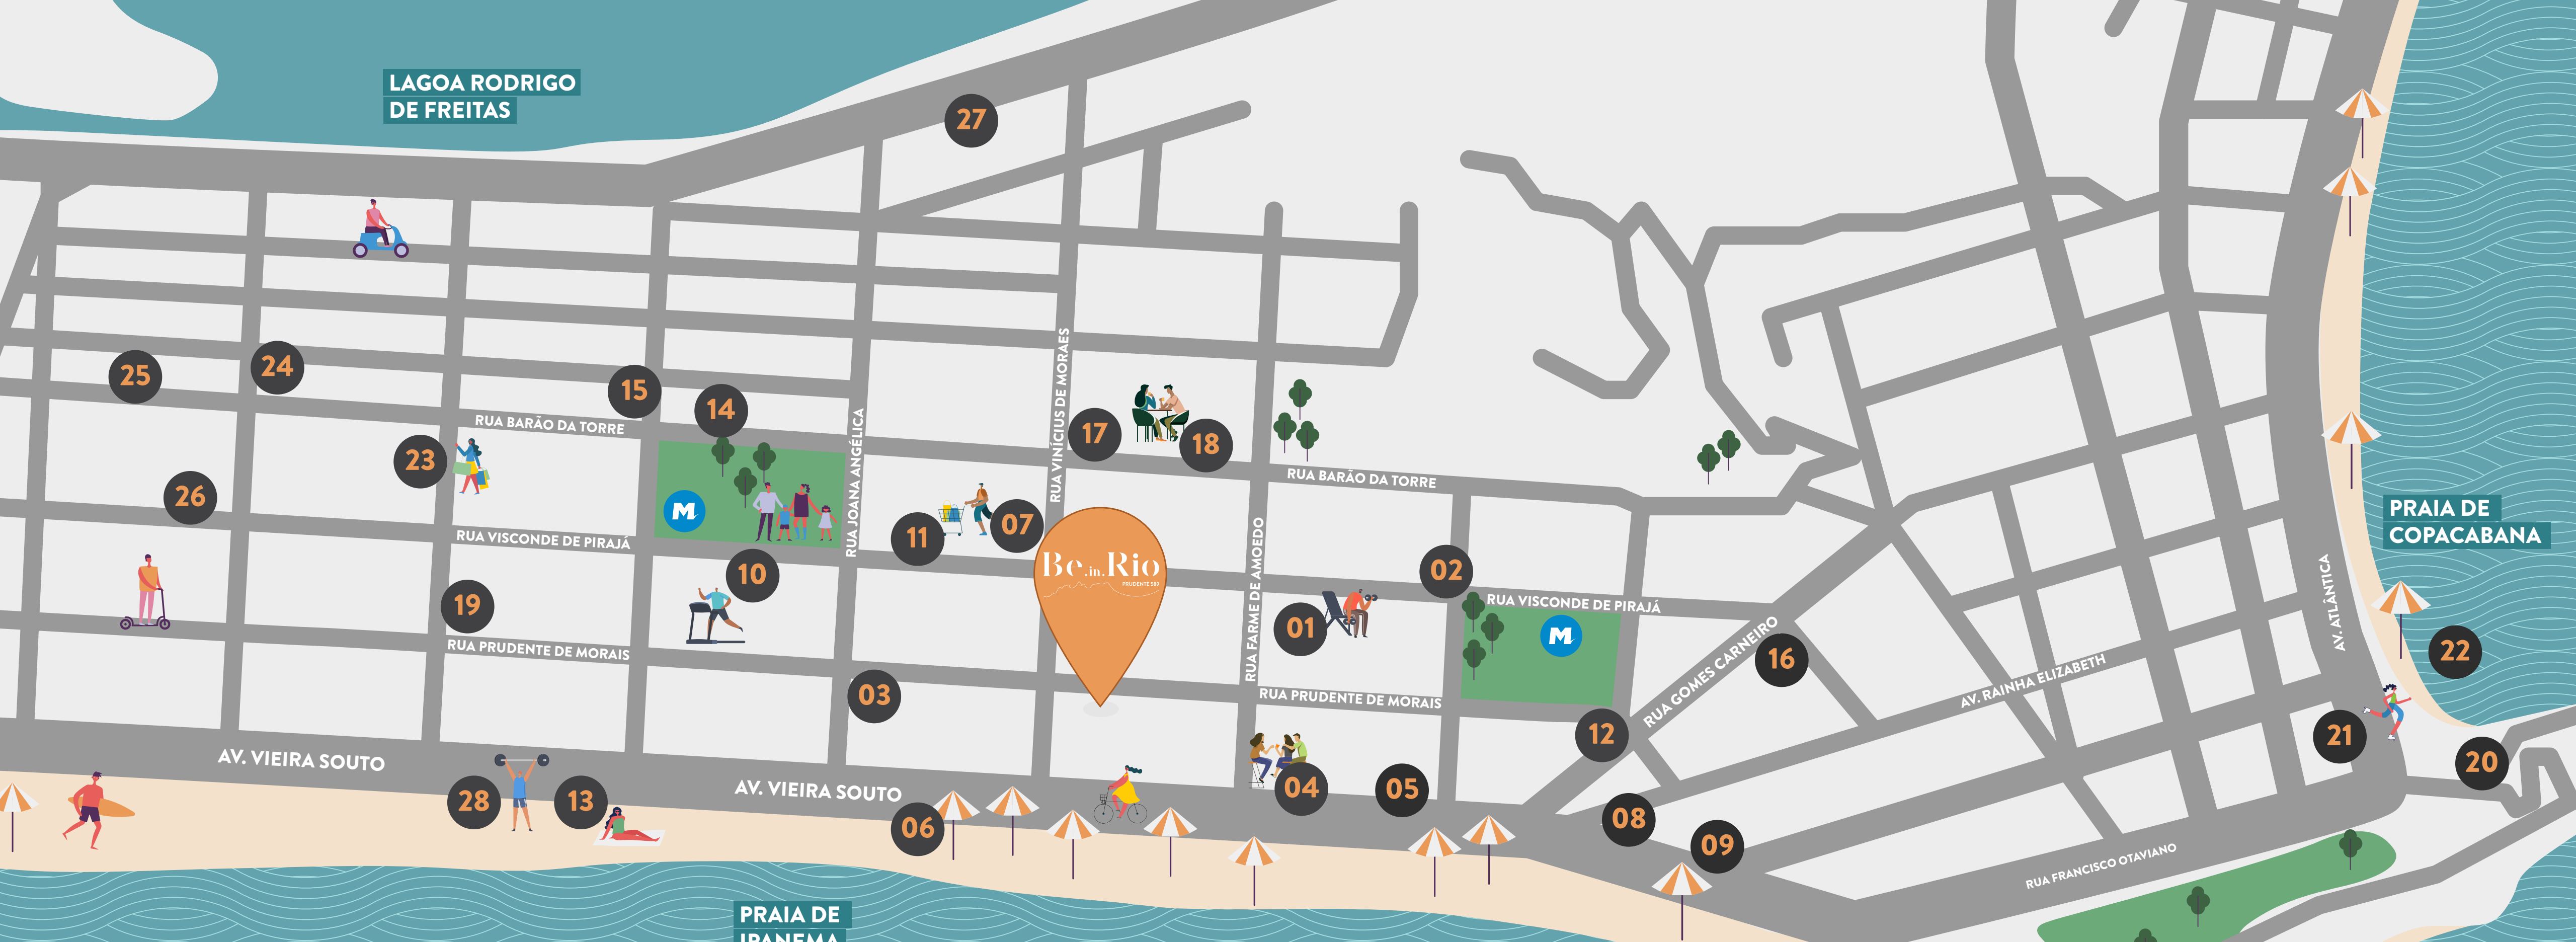 LAGOA RODRIGO
DE FREITAS
27
25
24
15
14
RUA BARÃO DA TORRE
23
26
M
RUA JOANA ANGÉLICA
RUA VINÍCIUS DE MORAES
17
18
RUA BARÃO DA TORRE
11
07
RUA VISCONDE DE PIRAJÁ
10
19
RUA PRUDENTE DE MORAIS
03
Be.in.Rio
PRUDENTE 589
RUA FARME DE AMOEDO
01
02
RUA VISCONDE DE PIRAJÁ
M
RUA PRUDENTE DE MORAIS
12
RUA GOMES CARNEIRO
16
AV. RAINHA ELIZABETH
PRAIA DE
COPACABANA
AV. ATLÂNTICA
22
21
20
AV. VIEIRA SOUTO
28
13
AV. VIEIRA SOUTO
06
04
05
08
09
RUA FRANCISCO OTAVIANO
PRAIA DE
IPANEMA